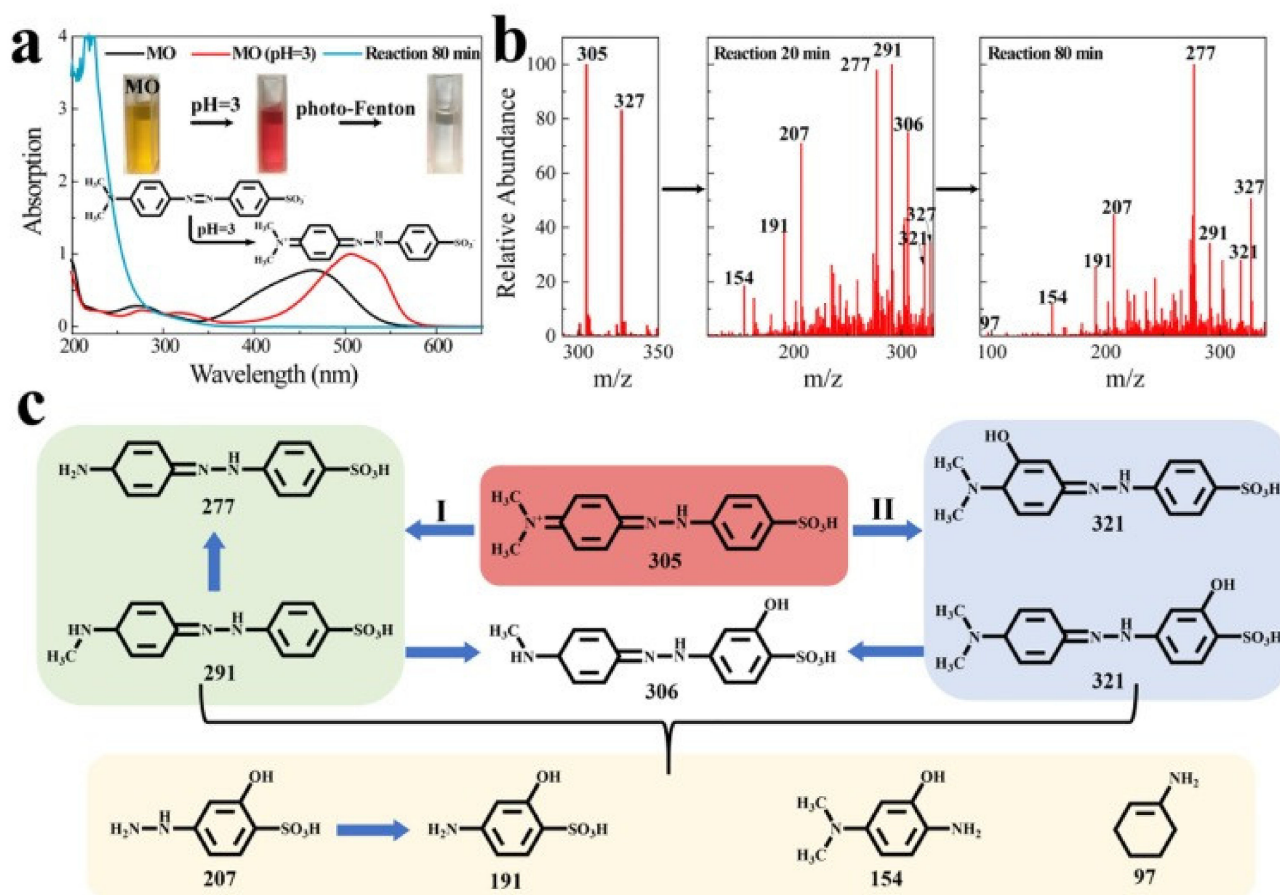 a
MO
MO (pH=3)
Reaction 80 min
4
3
2
1
0
Absorption
MO
pH=3
photo-Fenton
H₃C
N
H₃C
N=N
SO₃⁻
pH=3
H₃C
N⁺
H₃C
N
N
H
SO₃⁻
200 300 400 500 600
Wavelength (nm)
b
100
80
60
40
20
0
Relative Abundance
305
327
300 350
m/z
Reaction 20 min
291
277
306
207
327
321
191
154
200 300
m/z
Reaction 80 min
277
327
207
291
321
191
154
97
100 200 300
m/z
c
H₂N
N
N
H
SO₃H
277
I
H₃C
N⁺
H₃C
N
N
H
SO₃H
305
II
HO
H₃C
N
H₃C
N
N
H
SO₃H
321
HN
H₃C
N
N
H
SO₃H
291
H₃C
HN
N
N
H
OH
SO₃H
306
H₃C
N
H₃C
N
N
H
OH
SO₃H
321
H₂N
N
H
OH
SO₃H
207
H₂N
OH
SO₃H
191
H₃C
N
H₃C
OH
NH₂
154
NH₂
97